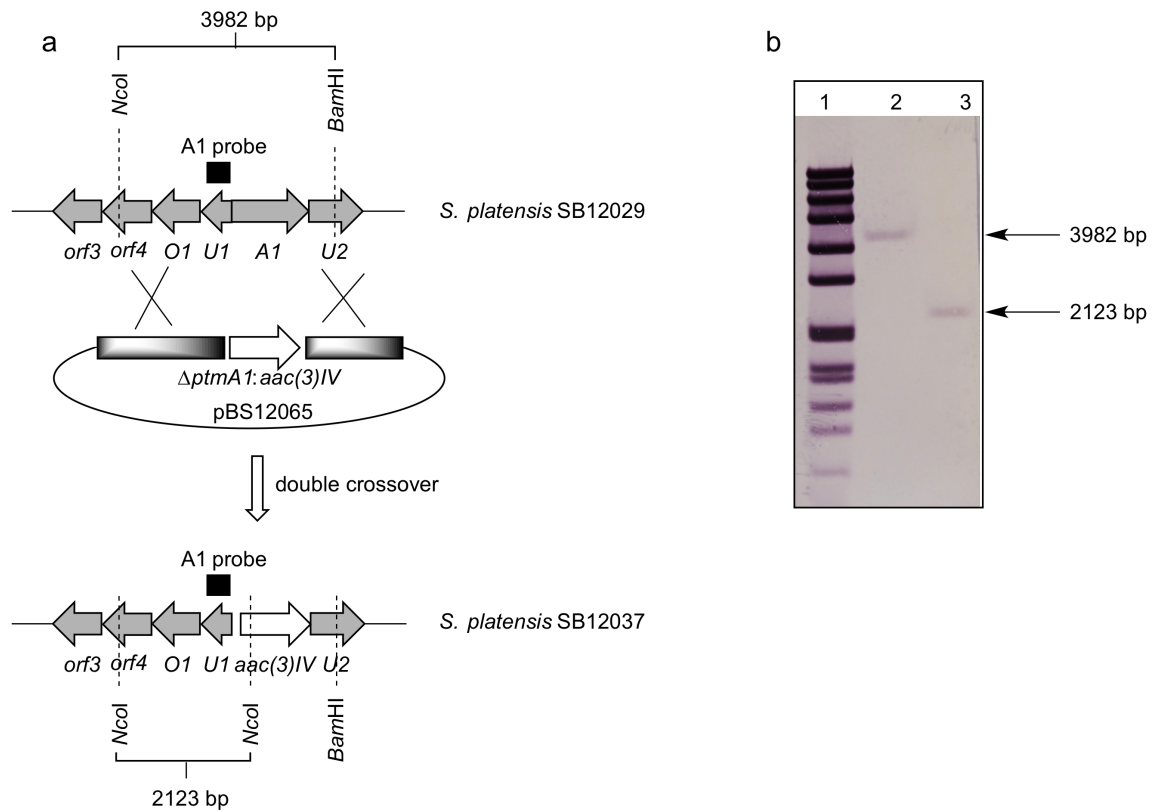 a
3982 bp
NcoI
BamHI
A1 probe
S. platensis SB12029
orf3 orf4 O1 U1 A1 U2
ΔptmA1:aac(3)IV
pBS12065
double crossover
A1 probe
S. platensis SB12037
orf3 orf4 O1 U1 aac(3)IV U2
NcoI NcoI BamHI
2123 bp
b
1 2 3
3982 bp
2123 bp